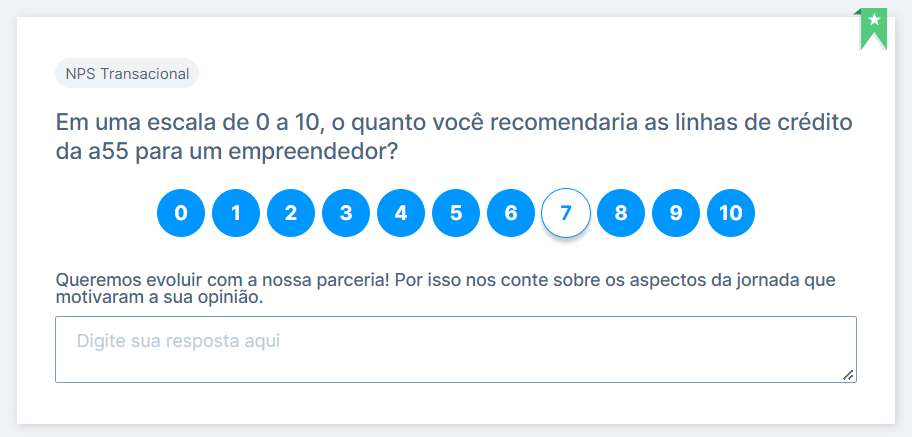 NPS Transacional
Em uma escala de 0 a 10, o quanto você recomendaria as linhas de crédito
da a55 para um empreendedor?
0 1 2 3 4 5 6 7 8 9 10
Queremos evoluir com a nossa parceria! Por isso nos conte sobre os aspectos da jornada que
motivaram a sua opinião.
Digite sua resposta aqui